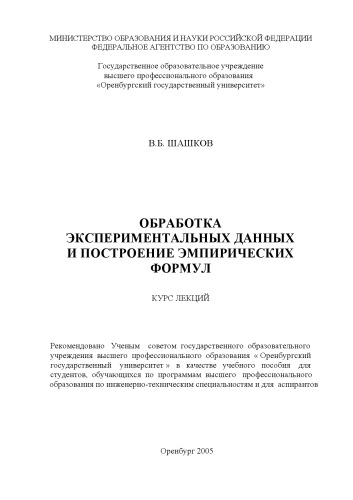 МИНИСТЕРСТВО ОБРАЗОВАНИЯ И НАУКИ РОССИЙСКОЙ ФЕДЕРАЦИИ
ФЕДЕРАЛЬНОЕ АГЕНТСТВО ПО ОБРАЗОВАНИЮ
Государственное образовательное учреждение
высшего профессионального образования
«Оренбургский государственный университет»
В.Б. ШАШКОВ
ОБРАБОТКА
ЭКСПЕРИМЕНТАЛЬНЫХ ДАННЫХ
И ПОСТРОЕНИЕ ЭМПИРИЧЕСКИХ
ФОРМУЛ
КУРС ЛЕКЦИЙ
Рекомендовано Ученым советом государственного образовательного
учреждения высшего профессионального образования « Оренбургский
государственный университет » в качестве учебного пособия для
студентов, обучающихся по программам высшего профессионального
образования по инженерно-техническим специальностям и для аспирантов
Оренбург 2005